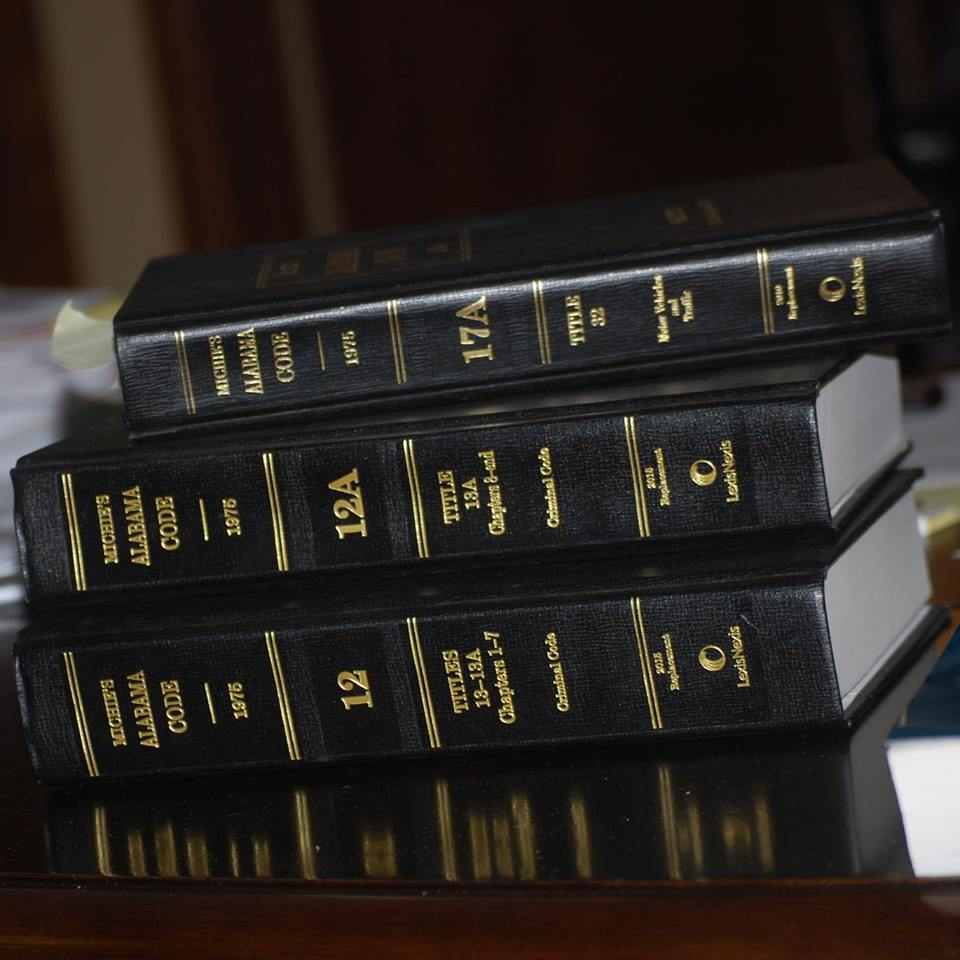 MICHIE'S
ALABAMA
CODE
1975
17A
TITLE
32
Motor Vehicles
and
Traffic
Replacement
LexisNexis
MICHIE'S
ALABAMA
CODE
1975
12A
TITLE
13A
Chapters 8–end
Criminal Code
2015
Replacement
LexisNexis
MICHIE'S
ALABAMA
CODE
1975
12
TITLES
13–13A
Chapters 1–7
Criminal Code
2015
Replacement
LexisNexis